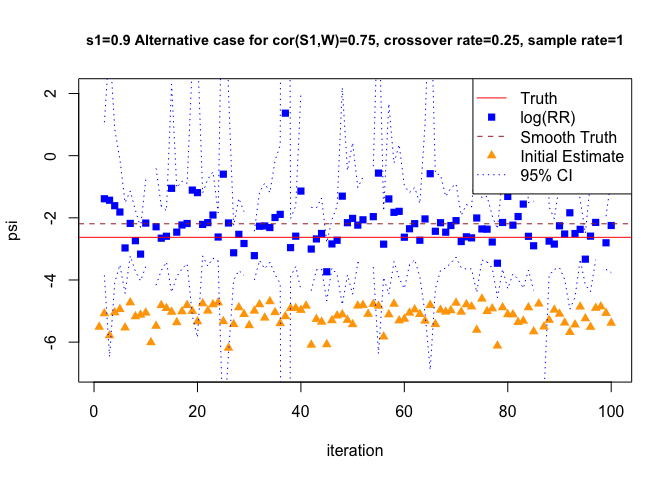 s1=0.9 Alternative case for cor(S1,W)=0.75, crossover rate=0.25, sample rate=1
Truth
log(RR)
Smooth Truth
Initial Estimate
95% CI
psi
2
0
-2
-4
-6
0 20 40 60 80 100
iteration